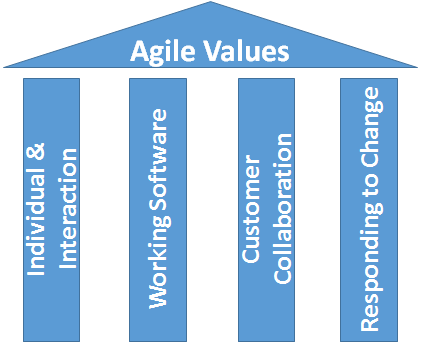 Agile Values
Individual &
Interaction
Working Software
Customer
Collaboration
Responding to Change